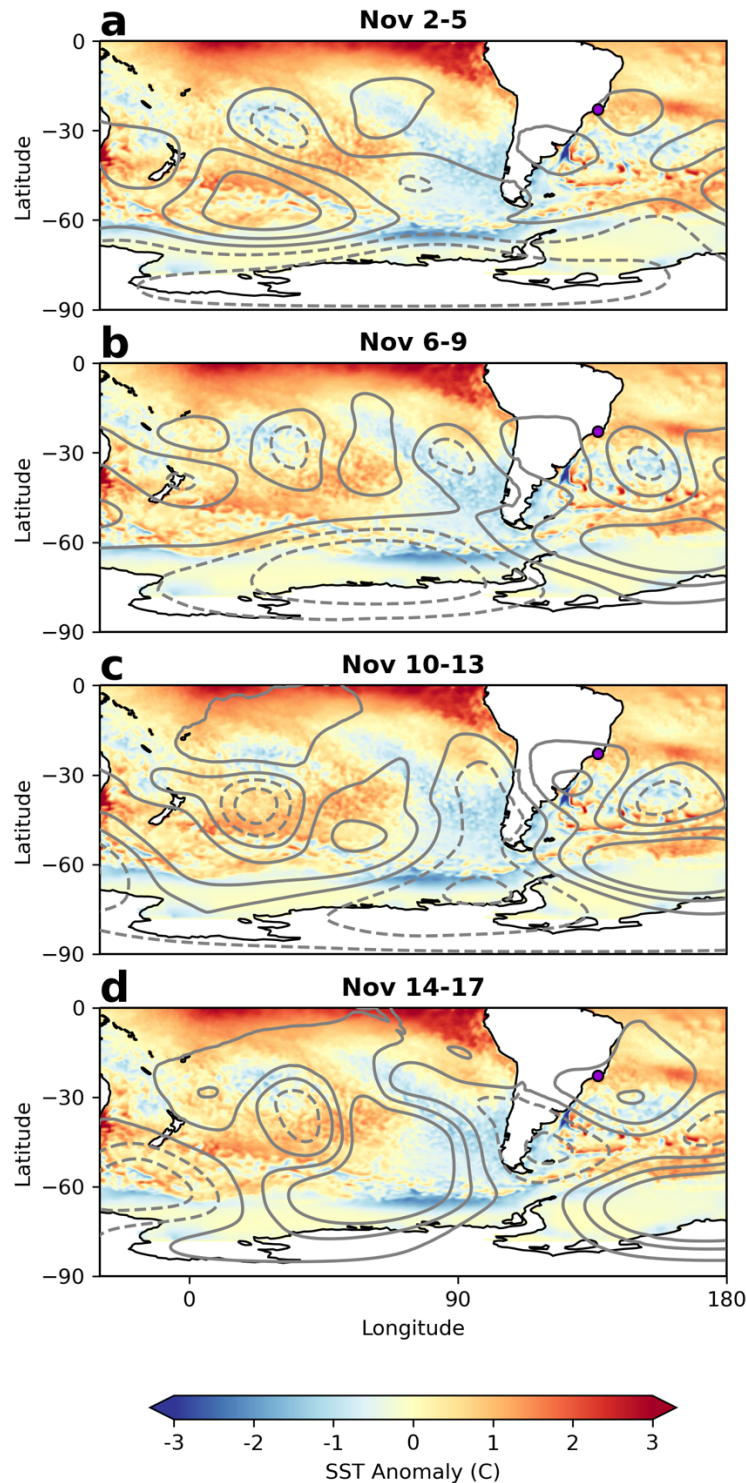 a
Nov 2-5
0
−30
−60
−90
Latitude
b
Nov 6-9
0
−30
−60
−90
Latitude
c
Nov 10-13
0
−30
−60
−90
Latitude
d
Nov 14-17
0
−30
−60
−90
Latitude
0 90 180
Longitude
-3 -2 -1 0 1 2 3
SST Anomaly (C)